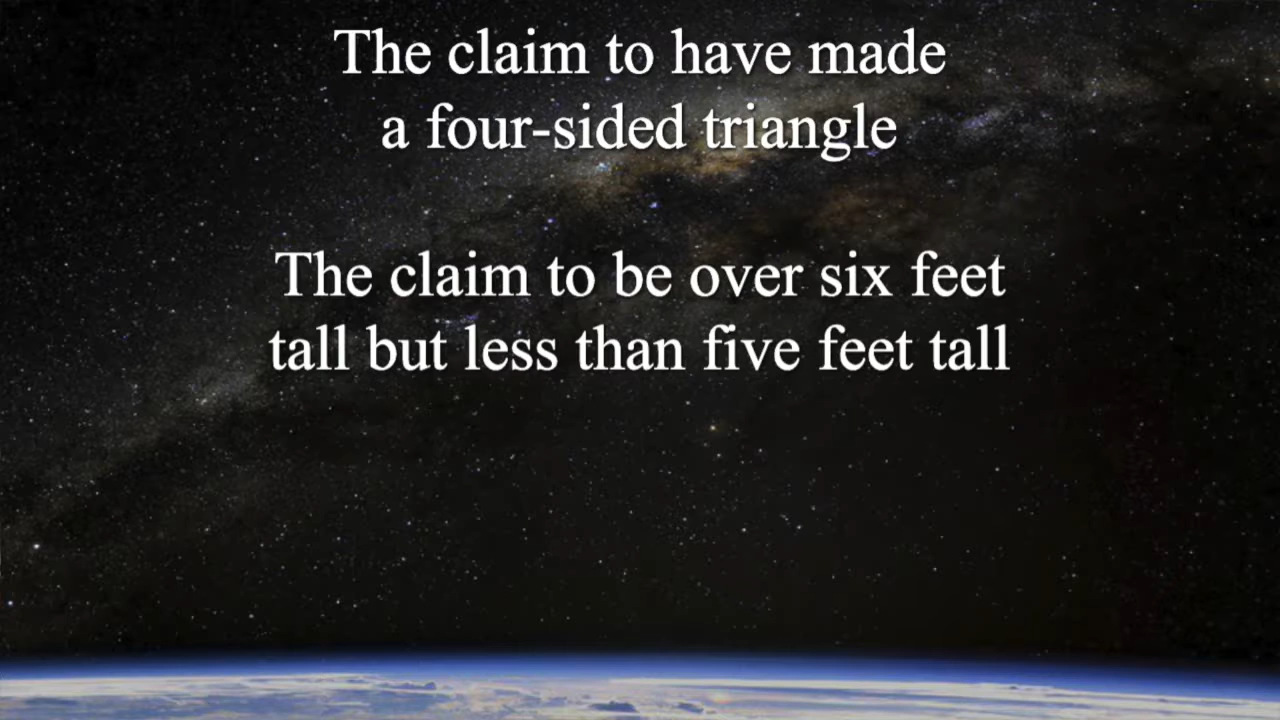 The claim to have made
a four-sided triangle
The claim to be over six feet
tall but less than five feet tall